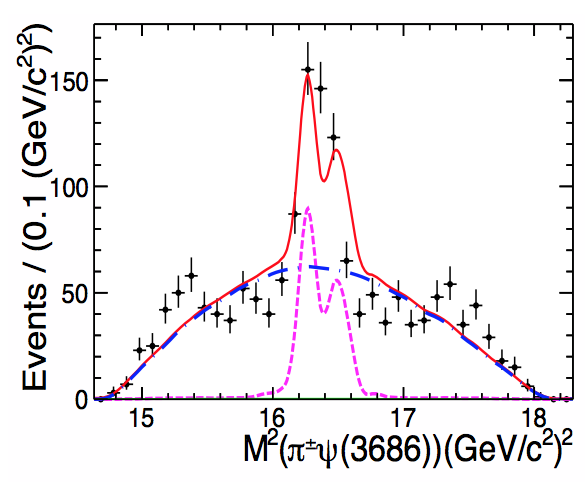 Events / (0.1 (GeV/c²)²)
150
100
50
0
15 16 17 18
M²(π±ψ(3686))(GeV/c²)²